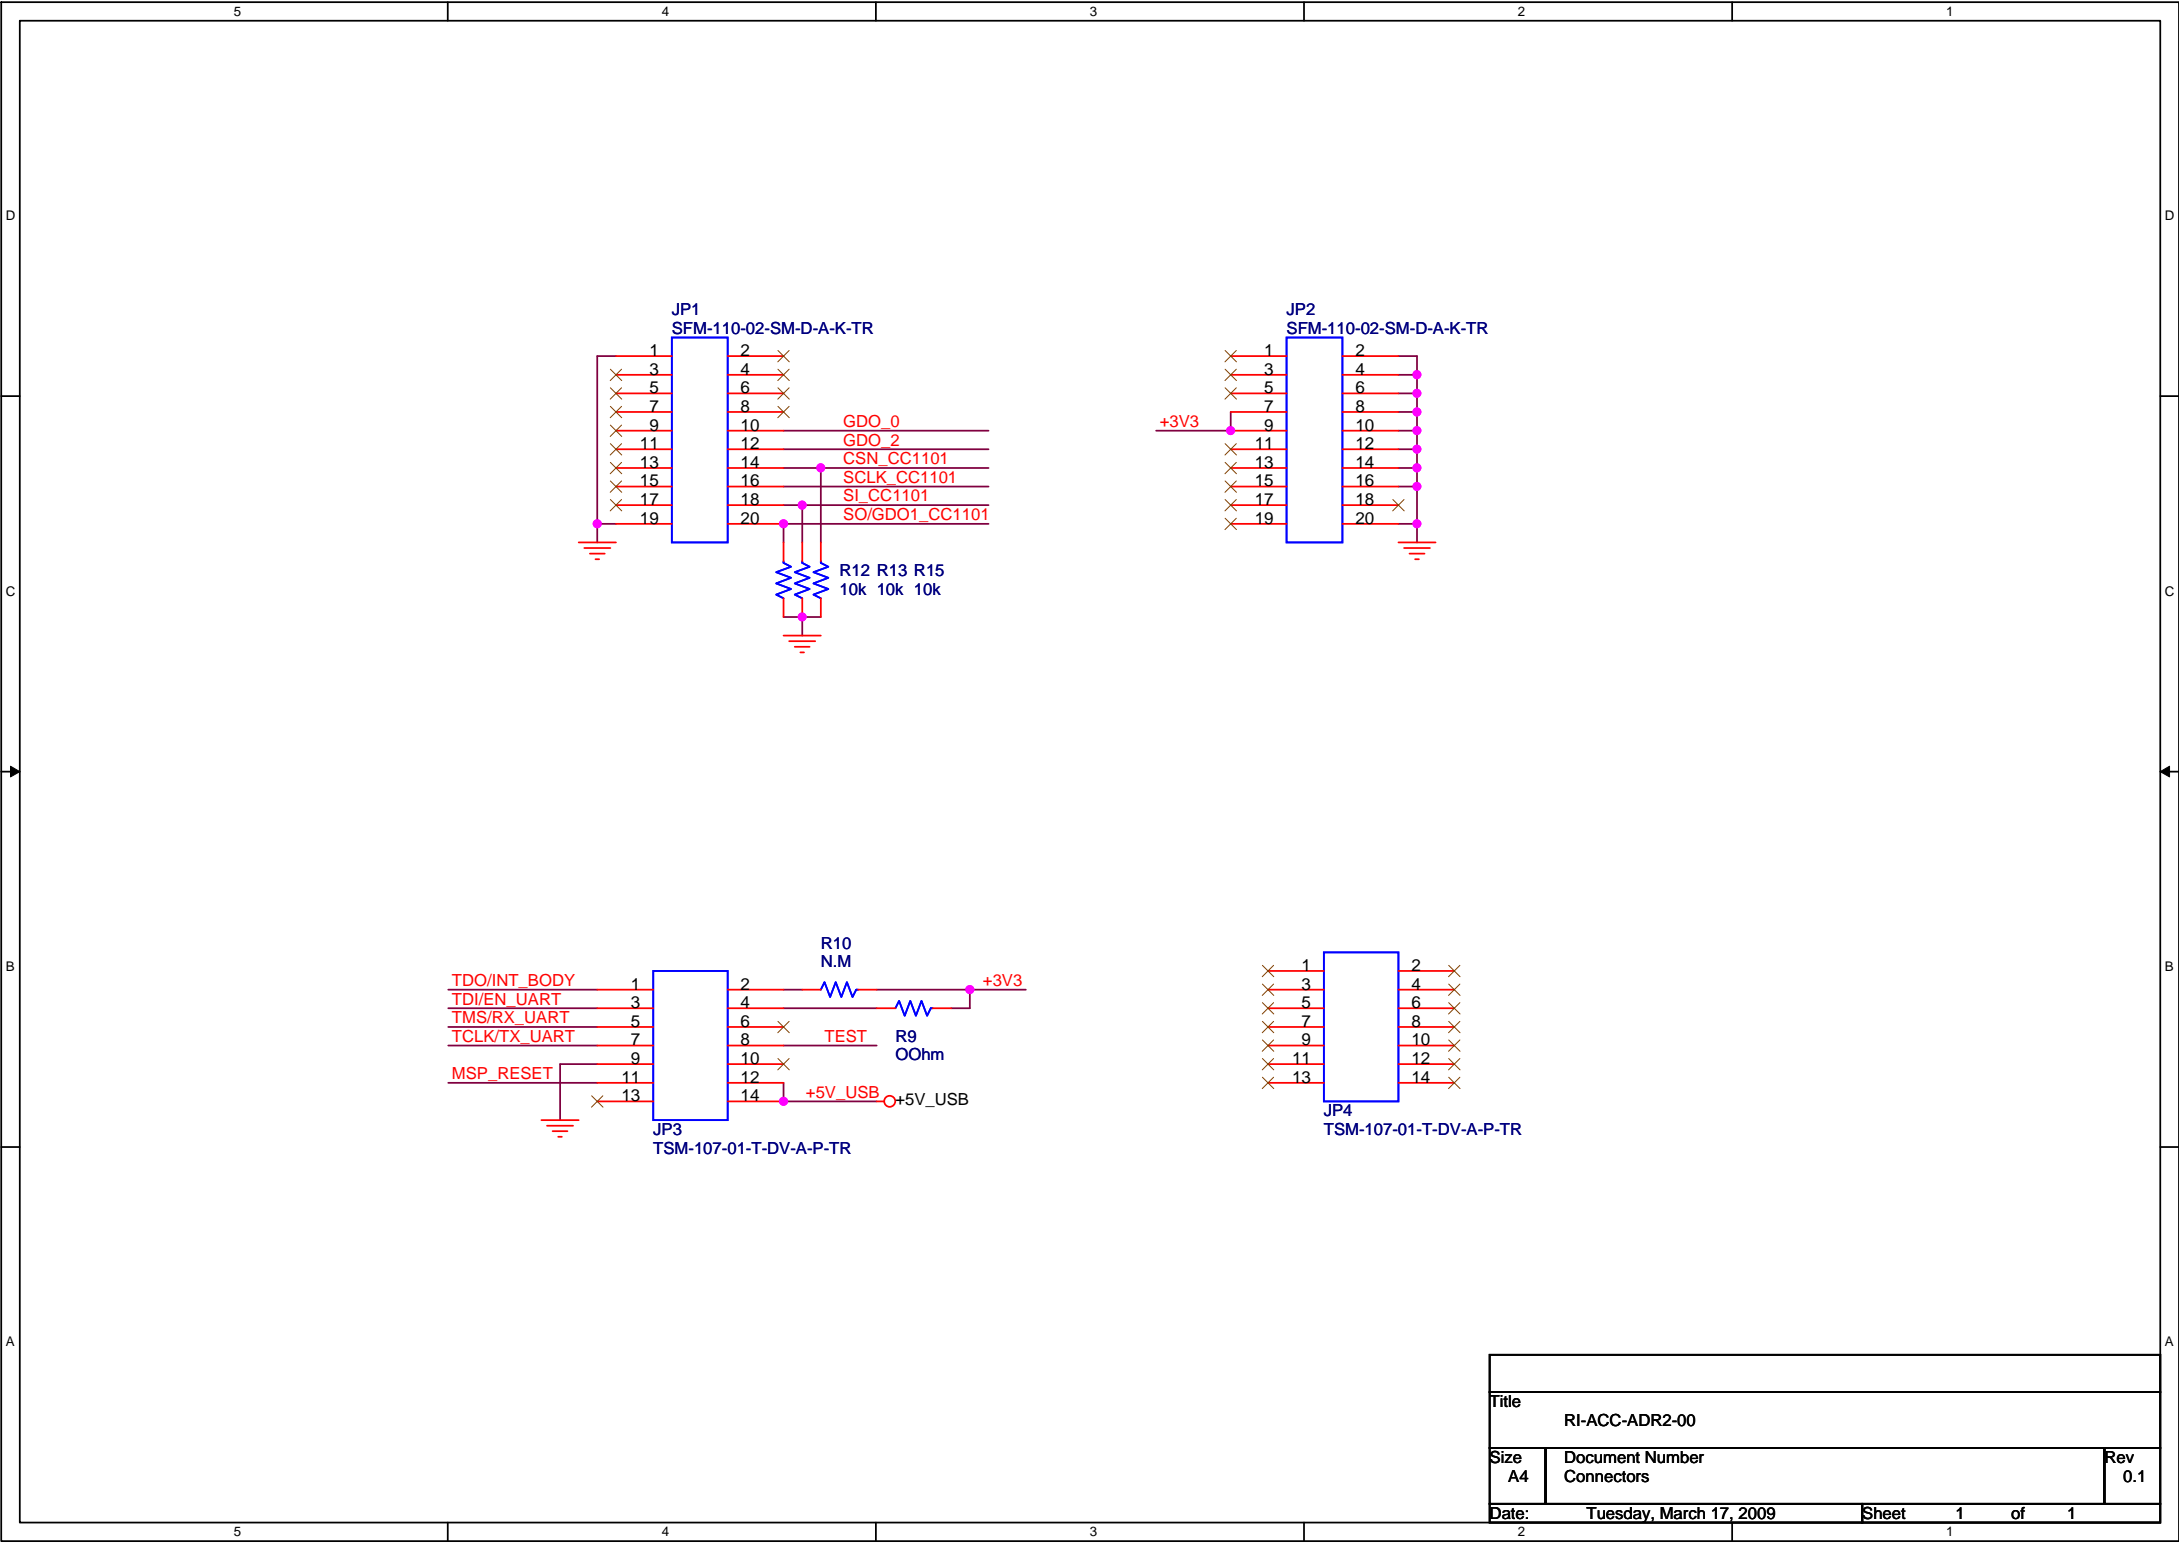 5 4 3 2 1
D D
C C
B B
A A
JP1
SFM-110-02-SM-D-A-K-TR
1 2
3 4
5 6
7 8
9 10 GDO_0
11 12 GDO_2
13 14 CSN_CC1101
15 16 SCLK_CC1101
17 18 SI_CC1101
19 20 SO/GDO1_CC1101
R12 R13 R15
10k 10k 10k
JP2
SFM-110-02-SM-D-A-K-TR
1 2
3 4
5 6
7 8
+3V3 9 10
11 12
13 14
15 16
17 18
19 20
R10
N.M
TDO/INT_BODY 1 2 +3V3
TDI/EN_UART 3 4
TMS/RX_UART 5 6
TCLK/TX_UART 7 8 TEST
R9
OOhm
9 10
MSP_RESET 11 12
13 14 +5V_USB +5V_USB
JP3
TSM-107-01-T-DV-A-P-TR
1 2
3 4
5 6
7 8
9 10
11 12
13 14
JP4
TSM-107-01-T-DV-A-P-TR
Title
RI-ACC-ADR2-00
Size Document Number Rev
A4 Connectors 0.1
Date: Tuesday, March 17, 2009 Sheet 1 of 1
5 4 3 2 1